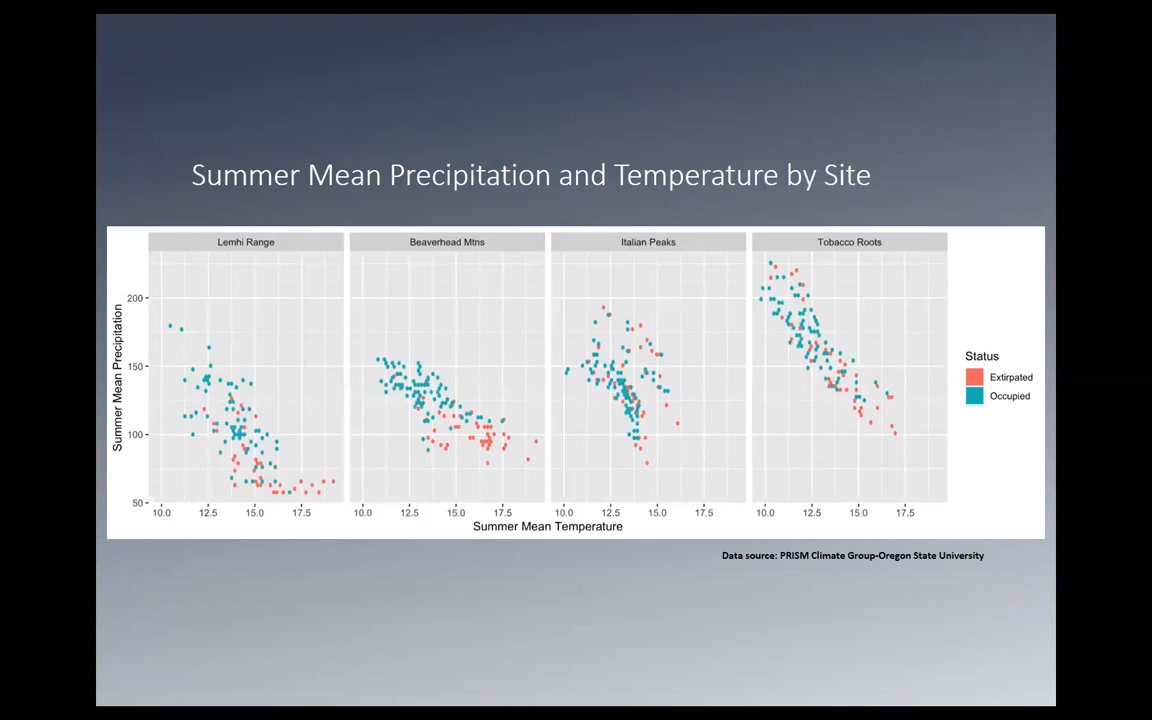 Summer Mean Precipitation and Temperature by Site
Lemhi Range Beaverhead Mtns Italian Peaks Tobacco Roots
200
150
100
50
Summer Mean Precipitation
10.0 12.5 15.0 17.5 10.0 12.5 15.0 17.5 10.0 12.5 15.0 17.5 10.0 12.5 15.0 17.5
Summer Mean Temperature
Status
Extirpated
Occupied
Data source: PRISM Climate Group-Oregon State University